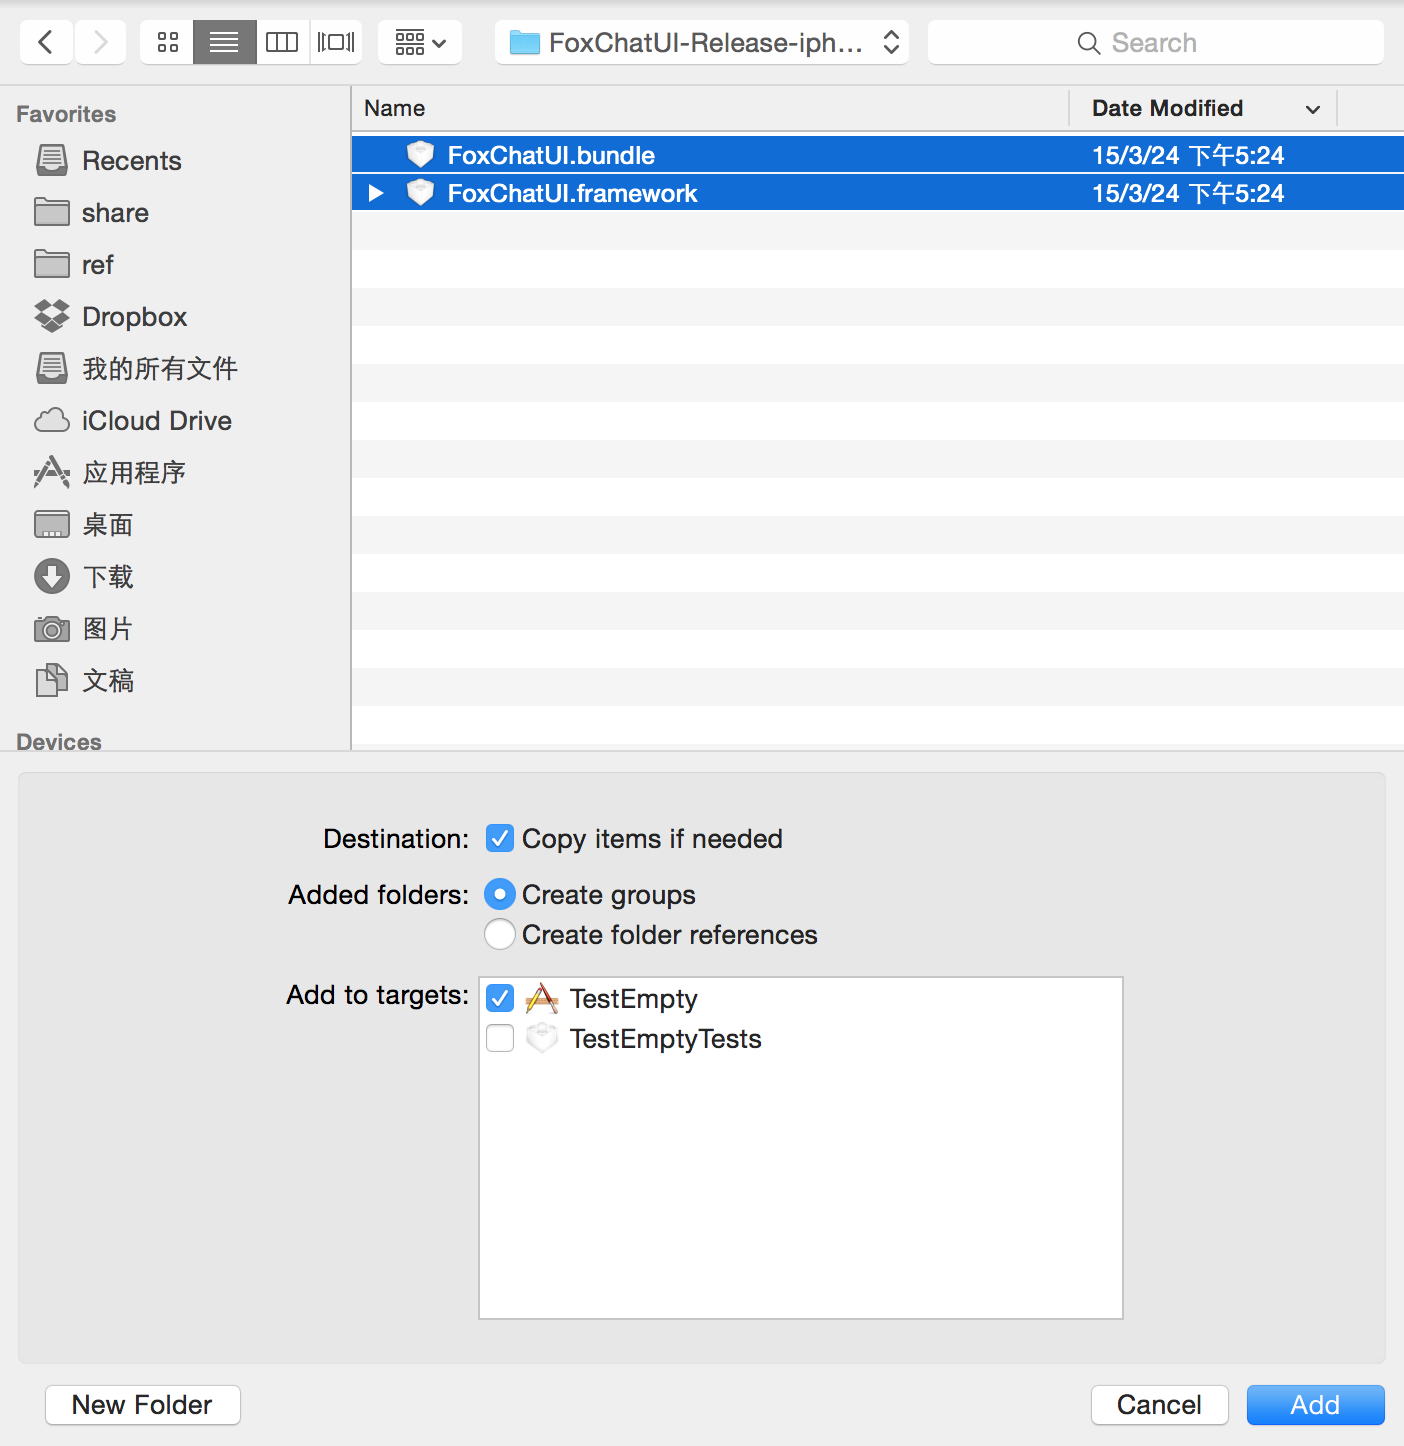 FoxChatUI-Release-iph...
Search
Favorites
Recents
share
ref
Dropbox
我的所有文件
iCloud Drive
应用程序
桌面
下载
图片
文稿
Devices
Name Date Modified
FoxChatUI.bundle 15/3/24 下午5:24
FoxChatUI.framework 15/3/24 下午5:24
Destination: Copy items if needed
Added folders: Create groups
Create folder references
Add to targets: TestEmpty
TestEmptyTests
New Folder Cancel Add